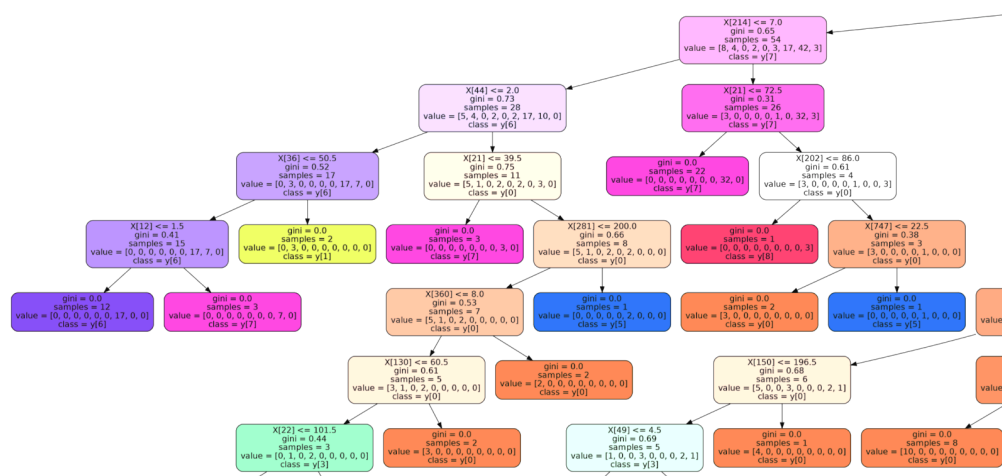 X[214] <= 7.0
gini = 0.65
samples = 54
value = [8, 4, 0, 2, 0, 3, 17, 42, 3]
class = y[7]
X[44] <= 2.0
gini = 0.73
samples = 28
value = [5, 4, 0, 2, 0, 2, 17, 10, 0]
class = y[6]
X[21] <= 72.5
gini = 0.31
samples = 26
value = [3, 0, 0, 0, 0, 1, 0, 32, 3]
class = y[7]
X[36] <= 50.5
gini = 0.52
samples = 17
value = [0, 3, 0, 0, 0, 0, 17, 7, 0]
class = y[6]
X[21] <= 39.5
gini = 0.75
samples = 11
value = [5, 1, 0, 2, 0, 2, 0, 3, 0]
class = y[0]
gini = 0.0
samples = 22
value = [0, 0, 0, 0, 0, 0, 0, 32, 0]
class = y[7]
X[202] <= 86.0
gini = 0.61
samples = 4
value = [3, 0, 0, 0, 0, 1, 0, 0, 3]
class = y[0]
X[12] <= 1.5
gini = 0.41
samples = 15
value = [0, 0, 0, 0, 0, 0, 17, 7, 0]
class = y[6]
gini = 0.0
samples = 2
value = [0, 3, 0, 0, 0, 0, 0, 0, 0]
class = y[1]
gini = 0.0
samples = 3
value = [0, 0, 0, 0, 0, 0, 0, 3, 0]
class = y[7]
X[281] <= 200.0
gini = 0.66
samples = 8
value = [5, 1, 0, 2, 0, 2, 0, 0, 0]
class = y[0]
gini = 0.0
samples = 1
value = [0, 0, 0, 0, 0, 0, 0, 0, 3]
class = y[8]
X[747] <= 22.5
gini = 0.38
samples = 3
value = [3, 0, 0, 0, 0, 1, 0, 0, 0]
class = y[0]
gini = 0.0
samples = 12
value = [0, 0, 0, 0, 0, 0, 17, 0, 0]
class = y[6]
gini = 0.0
samples = 3
value = [0, 0, 0, 0, 0, 0, 0, 7, 0]
class = y[7]
X[360] <= 8.0
gini = 0.53
samples = 7
value = [5, 1, 0, 2, 0, 0, 0, 0, 0]
class = y[0]
gini = 0.0
samples = 1
value = [0, 0, 0, 0, 0, 2, 0, 0, 0]
class = y[5]
gini = 0.0
samples = 2
value = [3, 0, 0, 0, 0, 0, 0, 0, 0]
class = y[0]
gini = 0.0
samples = 1
value = [0, 0, 0, 0, 0, 1, 0, 0, 0]
class = y[5]
X[130] <= 60.5
gini = 0.61
samples = 5
value = [3, 1, 0, 2, 0, 0, 0, 0, 0]
class = y[0]
gini = 0.0
samples = 2
value = [2, 0, 0, 0, 0, 0, 0, 0, 0]
class = y[0]
X[150] <= 196.5
gini = 0.68
samples = 6
value = [5, 0, 0, 3, 0, 0, 0, 2, 1]
class = y[0]
X[22] <= 101.5
gini = 0.44
samples = 3
value = [0, 1, 0, 2, 0, 0, 0, 0, 0]
class = y[3]
gini = 0.0
samples = 2
value = [3, 0, 0, 0, 0, 0, 0, 0, 0]
class = y[0]
X[49] <= 4.5
gini = 0.69
samples = 5
value = [1, 0, 0, 3, 0, 0, 0, 2, 1]
class = y[3]
gini = 0.0
samples = 1
value = [4, 0, 0, 0, 0, 0, 0, 0, 0]
class = y[0]
gini = 0.0
samples = 8
value = [10, 0, 0, 0, 0, 0, 0, 0, 0]
class = y[0]